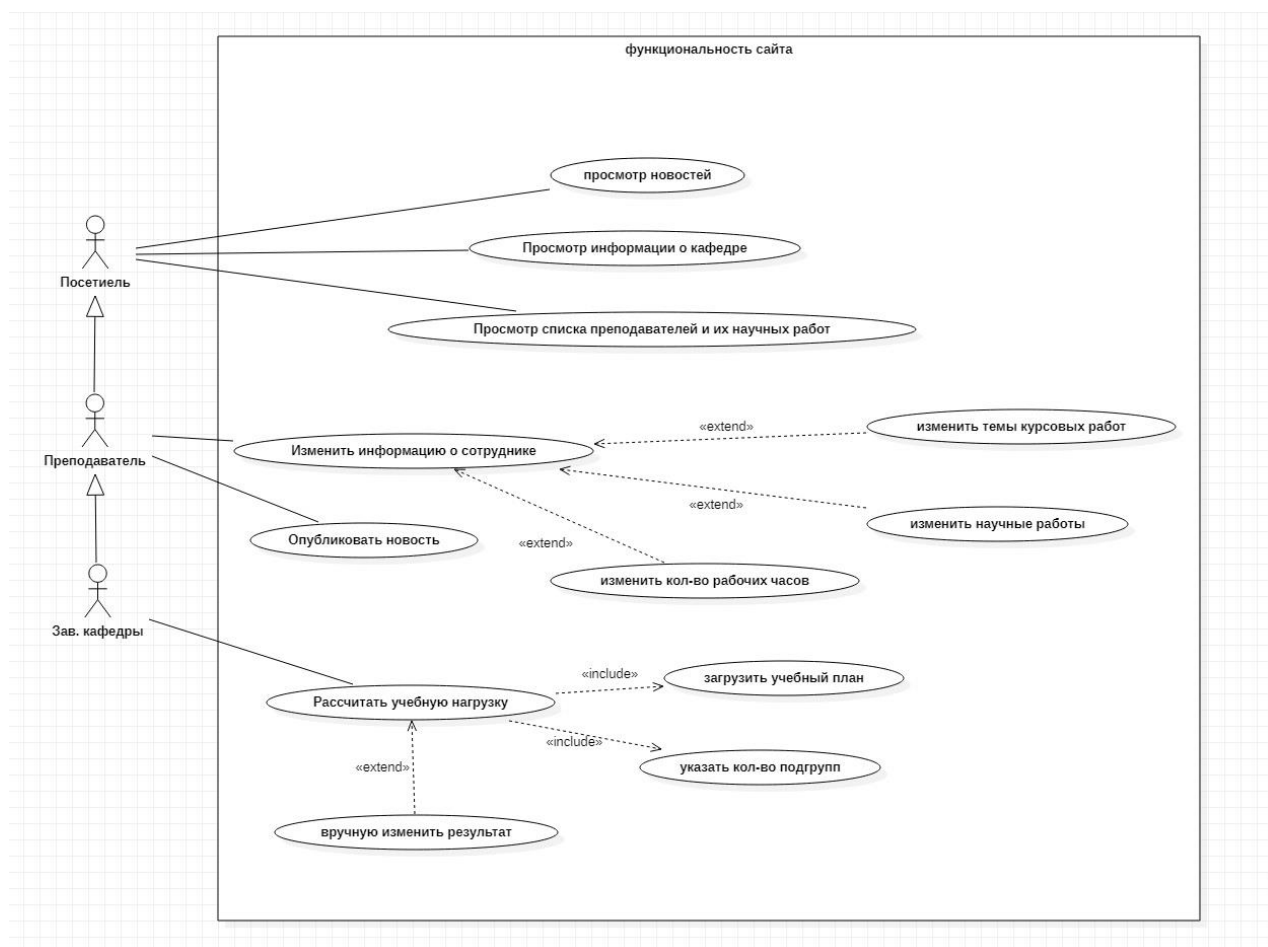 функциональность сайта
просмотр новостей
Просмотр информации о кафедре
Посетиель
Просмотр списка преподавателей и их научных работ
«extend»
изменить темы курсовых работ
Изменить информацию о сотруднике
Преподаватель
«extend»
изменить научные работы
Опубликовать новость
«extend»
изменить кол-во рабочих часов
Зав. кафедры
«include»
загрузить учебный план
Рассчитать учебную нагрузку
«include»
«extend»
указать кол-во подгрупп
вручную изменить результат